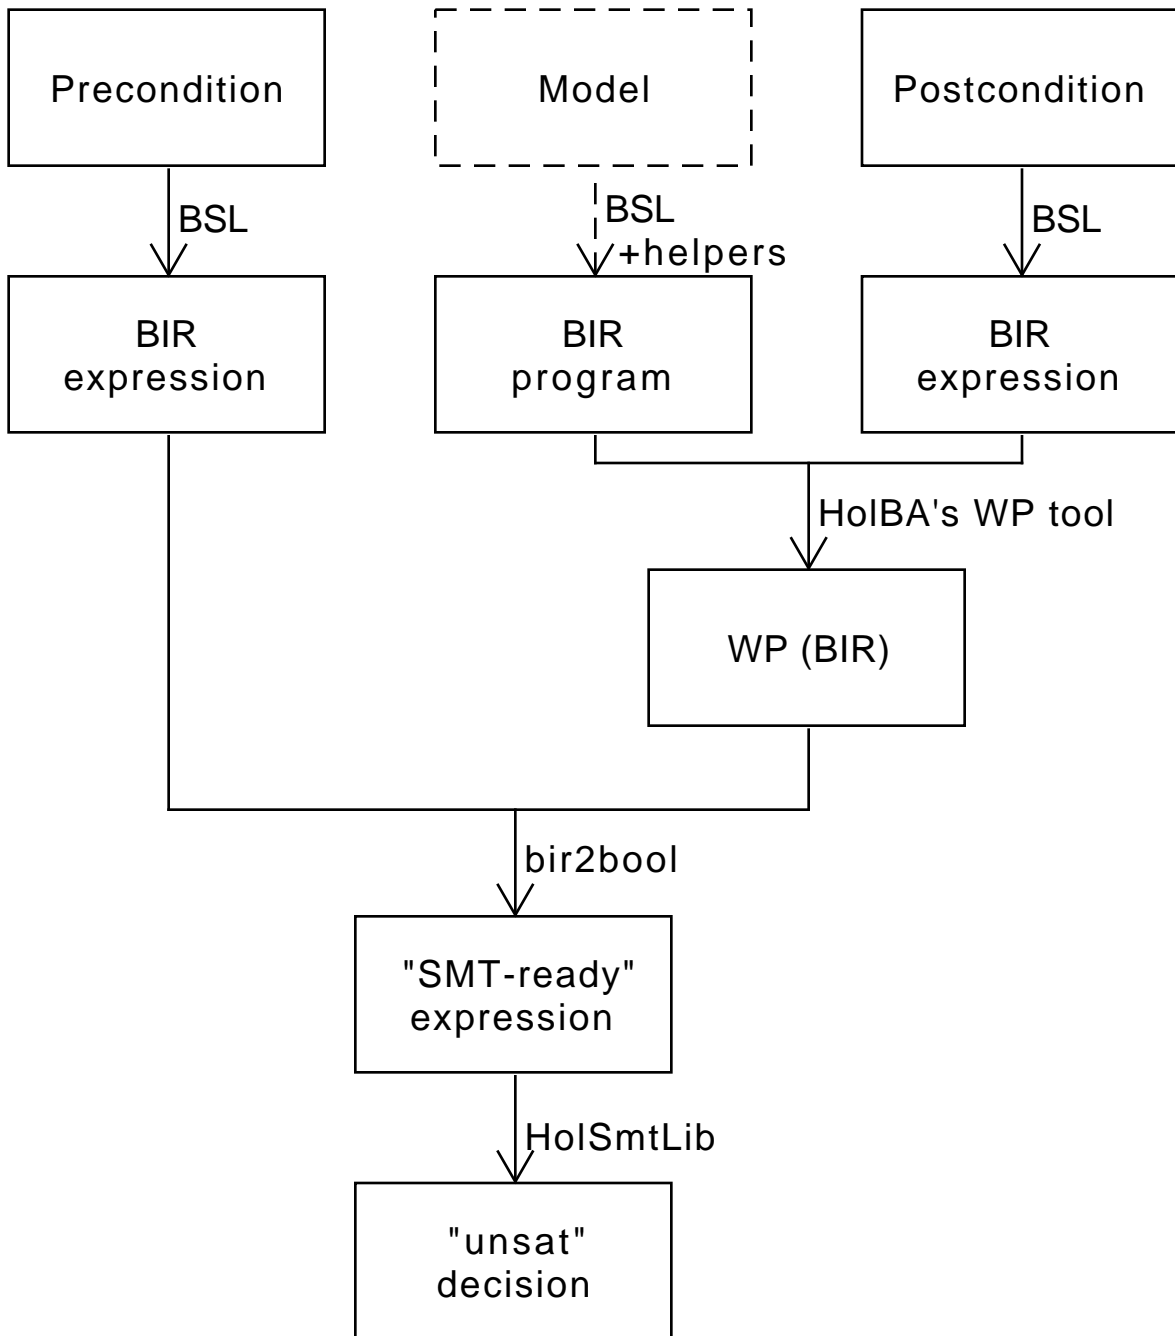 Precondition
Model
Postcondition
BSL
BSL
+helpers
BSL
BIR
expression
BIR
program
BIR
expression
HolBA's WP tool
WP (BIR)
bir2bool
"SMT-ready"
expression
HolSmtLib
"unsat"
decision